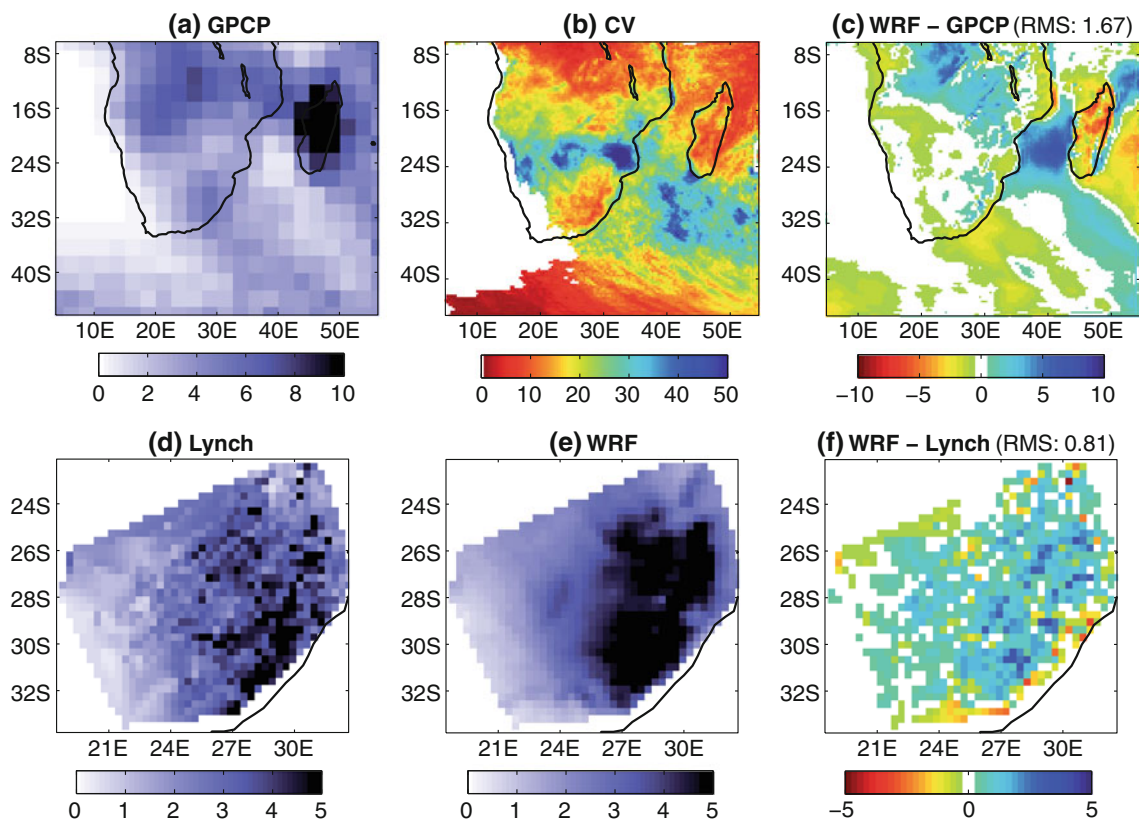 (a) GPCP
(b) CV
(c) WRF – GPCP (RMS: 1.67)
8S
16S
24S
32S
40S
10E 20E 30E 40E 50E
0 2 4 6 8 10
8S
16S
24S
32S
40S
10E 20E 30E 40E 50E
0 10 20 30 40 50
8S
16S
24S
32S
40S
10E 20E 30E 40E 50E
−10 −5 0 5 10
(d) Lynch
(e) WRF
(f) WRF – Lynch (RMS: 0.81)
24S
26S
28S
30S
32S
21E 24E 27E 30E
0 1 2 3 4 5
24S
26S
28S
30S
32S
21E 24E 27E 30E
0 1 2 3 4 5
24S
26S
28S
30S
32S
21E 24E 27E 30E
−5 0 5